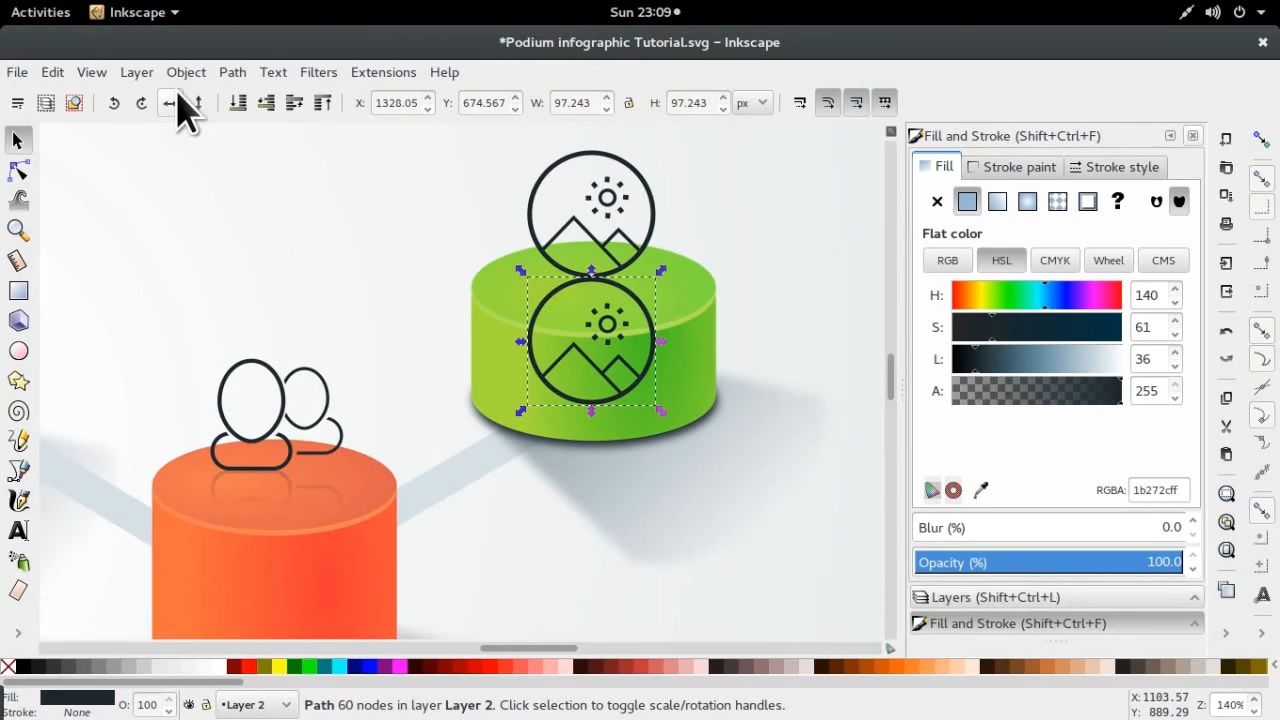 Activities Inkscape Sun 23:09
*Podium infographic Tutorial.svg – Inkscape
File Edit View Layer Object Path Text Filters Extensions Help
X: 1328.05 Y: 674.567 W: 97.243 H: 97.243 px
Fill and Stroke (Shift+Ctrl+F)
Fill Stroke paint Stroke style
?
Flat color
RGB HSL CMYK Wheel CMS
H: 140
S: 61
L: 36
A: 255
RGBA: 1b272cff
Blur (%) 0.0
Opacity (%) 100.0
Layers (Shift+Ctrl+L)
Fill and Stroke (Shift+Ctrl+F)
Fill: O: 100 •Layer 2 Path 60 nodes in layer Layer 2. Click selection to toggle scale/rotation handles. X:1103.57 Z: 140%
Stroke: None Y: 889.29